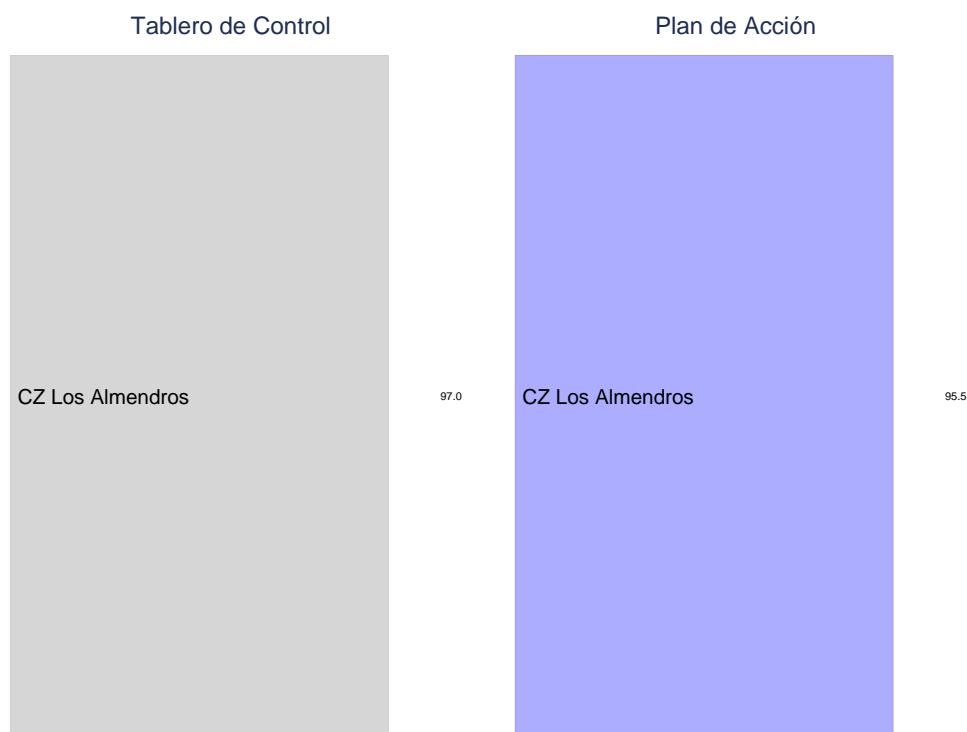 Tablero de Control
Plan de Acción
CZ Los Almendros
97.0
CZ Los Almendros
95.5